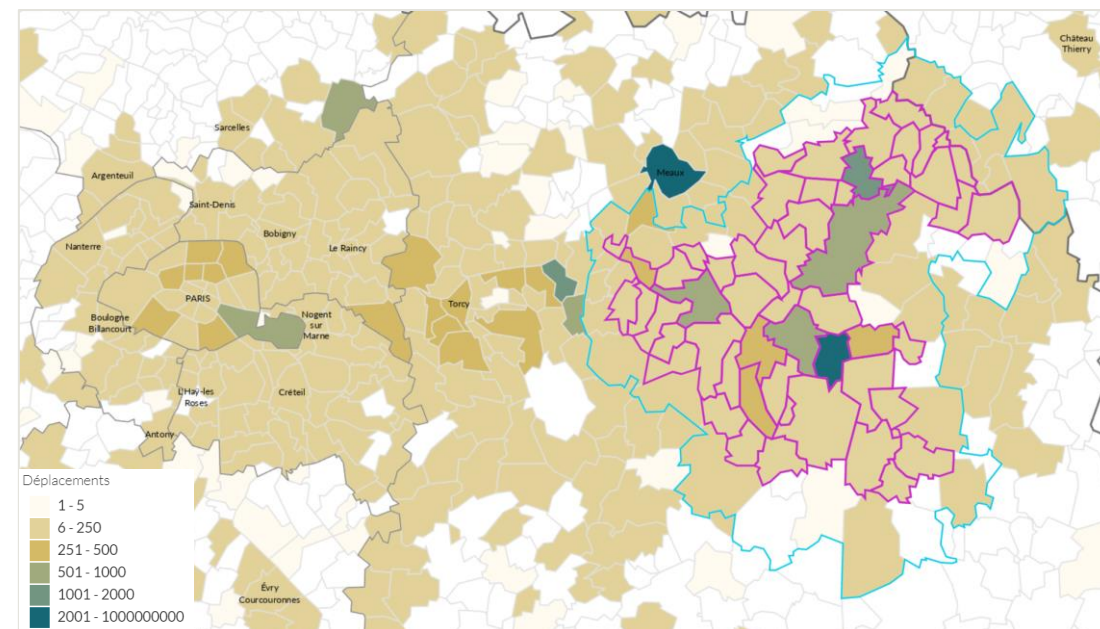 Château
Thierry
Sarcelles
Meaux
Argenteuil
Saint-Denis
Bobigny
Nanterre
Le Raincy
PARIS
Torcy
Boulogne
Billancourt
Nogent
sur
Marne
L'Haÿ-les
Roses
Créteil
Antony
Déplacements
1 - 5
6 - 250
251 - 500
501 - 1000
1001 - 2000
2001 - 1000000000
Évry
Courcouronnes